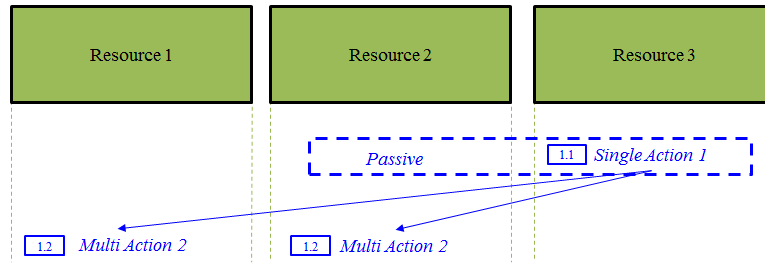 Resource 1
Resource 2
Resource 3
Passive
1.1 Single Action 1
1.2 Multi Action 2
1.2 Multi Action 2